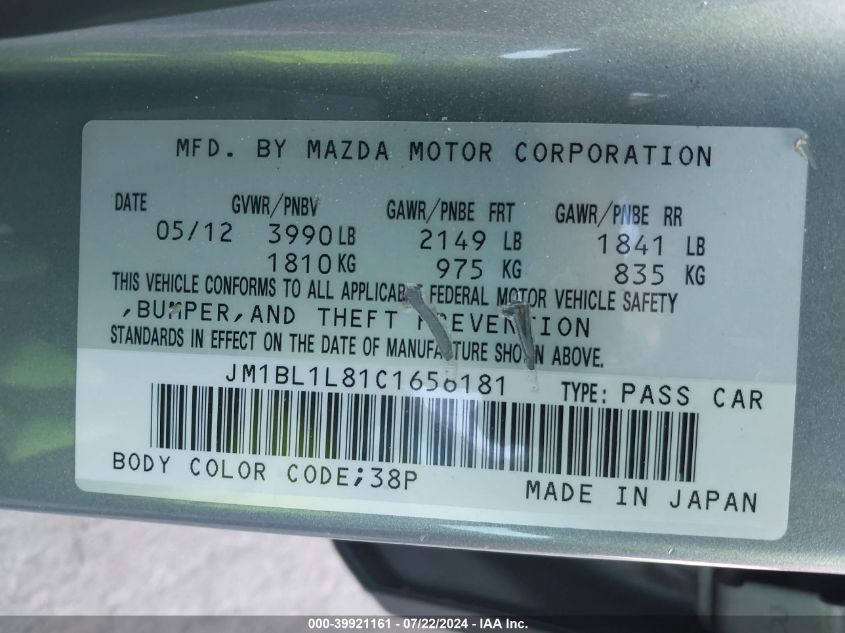 MFD. BY MAZDA MOTOR CORPORATION
DATE GVWR/PNBV GAWR/PNBE FRT GAWR/PNBE RR
05/12 3990LB 2149 LB 1841 LB
1810KG 975 KG 835 KG
THIS VEHICLE CONFORMS TO ALL APPLICABLE FEDERAL MOTOR VEHICLE SAFETY
,BUMPER,AND THEFT PREVENTION
STANDARDS IN EFFECT ON THE DATE OF MANUFACTURE SHOWN ABOVE.
JM1BL1L81C1656181 TYPE: PASS CAR
BODY COLOR CODE;38P
MADE IN JAPAN
000-39921161 - 07/22/2024 - IAAI Inc.